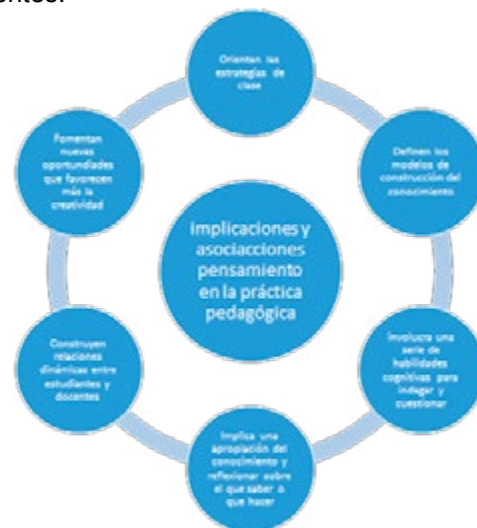 Orientan las
estrategias de
clase
Definen los
modelos de
construcción del
conocimiento
Involucra una
serie de
habilidades
cognitivas para
indagar y
cuestionar
Implica una
apropiación del
conocimiento y
reflexionar sobre
el que saber o
que hacer
Construyen
relaciones
dinámicas entre
estudiantes y
docentes
Fomentan
nuevas
oportundiades
que favorecen
más la
creatividad
implicaciones y
asociacciones
pensamiento
en la práctica
pedagógica